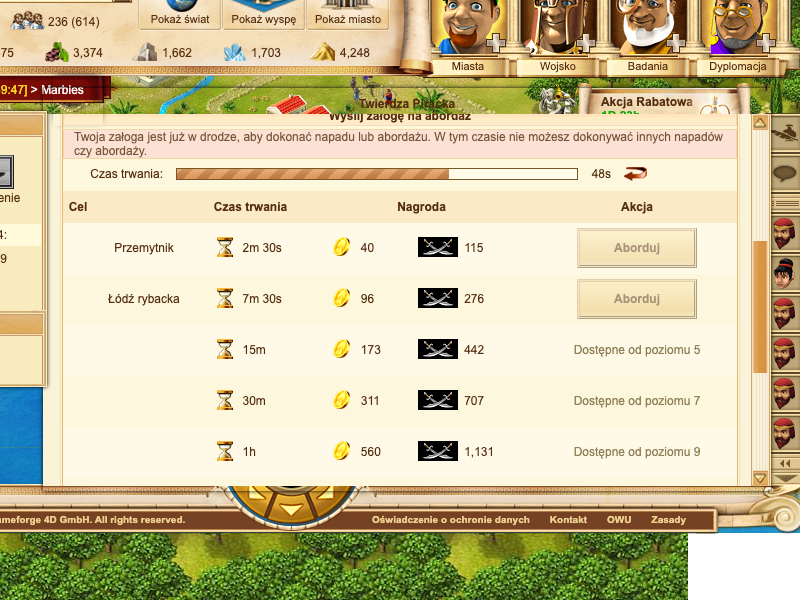 236 (614)
Pokaż świat
Pokaż wyspę
Pokaż miasto
75
3,374
1,662
1,703
4,248
Miasta
Wojsko
Badania
Dyplomacja
9:47] > Marbies
Twierdza Piracka
Akcja Rabatowa
Wyślij załogę na abordaż
Twoja załoga jest już w drodze, aby dokonać napadu lub abordażu. W tym czasie nie możesz dokonywać innych napadów
czy abordaży.
Czas trwania:
48s
enie
4:
9
Cel
Czas trwania
Nagroda
Akcja
Przemytnik
2m 30s
40
115
Aborduj
Łódź rybacka
7m 30s
96
276
Aborduj
15m
173
442
Dostępne od poziomu 5
30m
311
707
Dostępne od poziomu 7
1h
560
1,131
Dostępne od poziomu 9
meforge 4D GmbH. All rights reserved.
Oświadczenie o ochronie danych
Kontakt
OWU
Zasady